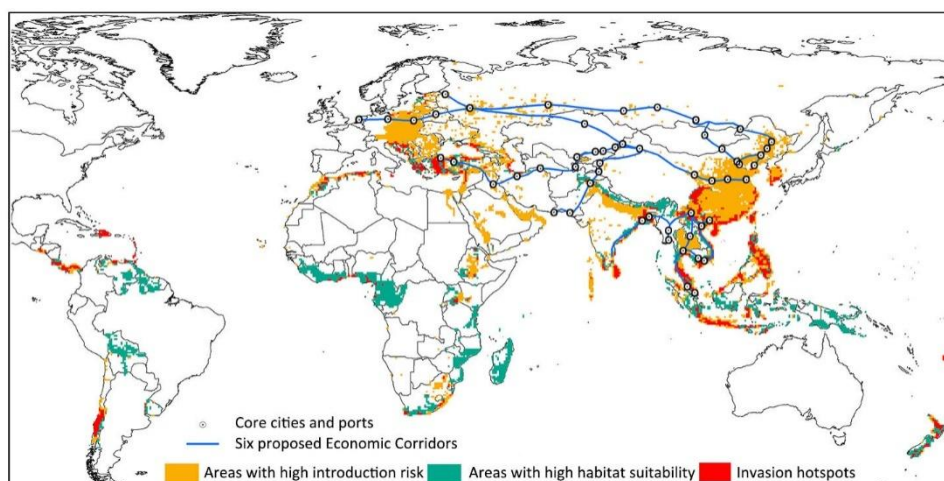 Core cities and ports
Six proposed Economic Corridors
Areas with high introduction risk Areas with high habitat suitability Invasion hotspots